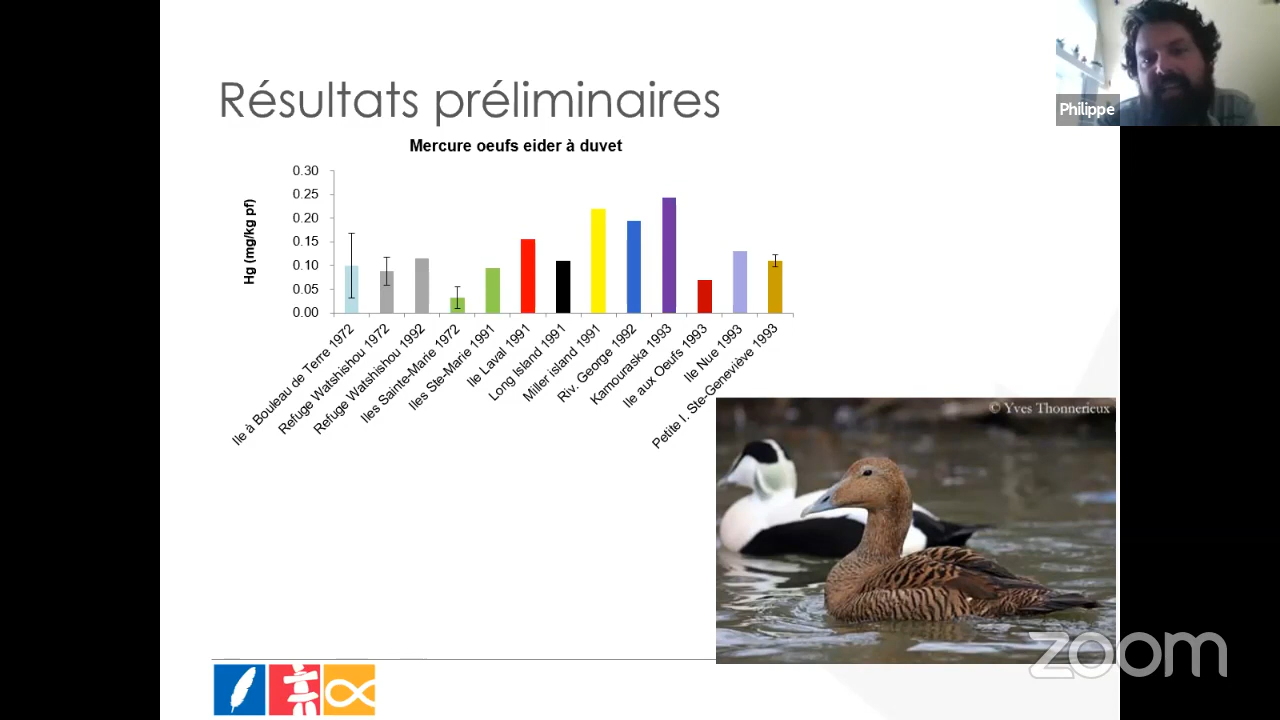 Philippe
Résultats préliminaires
Mercure oeufs eider à duvet
Hg (mg/kg pf)
0.30
0.25
0.20
0.15
0.10
0.05
0.00
Ile à Bouleau de Terre 1972
Refuge Watshishou 1972
Refuge Watshishou 1992
Iles Sainte-Marie 1972
Iles Ste-Marie 1991
Ile Laval 1991
Long Island 1991
Miller island 1991
Riv. George 1992
Kamouraska 1993
Ile aux Oeufs 1993
Ile Nue 1993
Petite I. Ste-Geneviève 1993
© Yves Thonnerieux
zoom